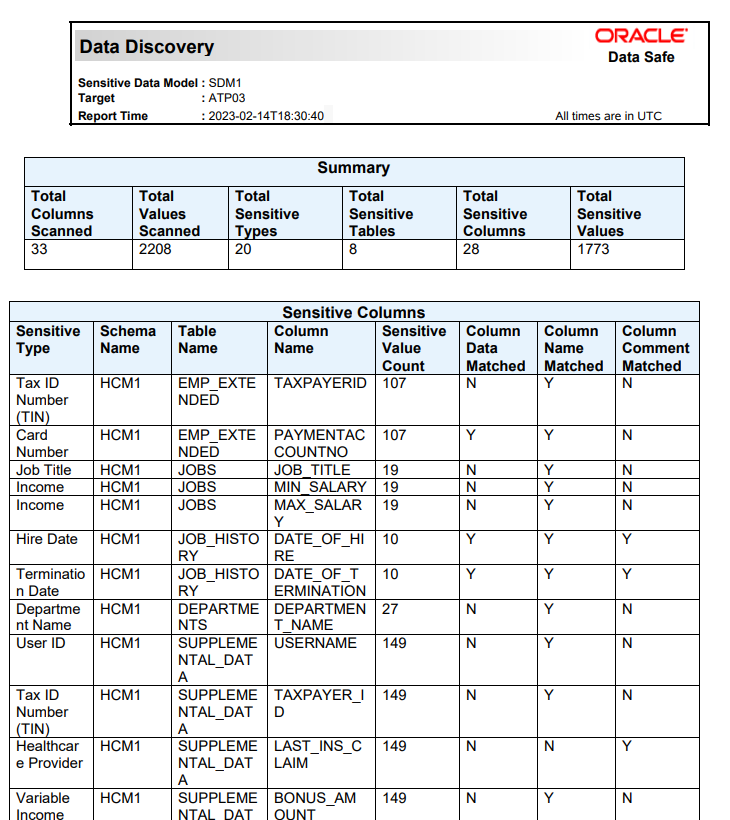 Data Discovery
ORACLE
Data Safe
Sensitive Data Model : SDM1
Target : ATP03
Report Time : 2023-02-14T18:30:40
All times are in UTC
Summary
Total Columns Scanned Total Values Scanned Total Sensitive Types Total Sensitive Tables Total Sensitive Columns Total Sensitive Values
33 2208 20 8 28 1773
Sensitive Columns
Sensitive Type Schema Name Table Name Column Name Sensitive Value Count Column Data Matched Column Name Matched Column Comment Matched
Tax ID Number (TIN) HCM1 EMP_EXTENDED TAXPAYERID 107 N Y N
Card Number HCM1 EMP_EXTENDED PAYMENTACCOUNTNO 107 Y Y N
Job Title HCM1 JOBS JOB_TITLE 19 N Y N
Income HCM1 JOBS MIN_SALARY 19 N Y N
Income HCM1 JOBS MAX_SALARY 19 N Y N
Hire Date HCM1 JOB_HISTORY DATE_OF_HIRE 10 Y Y Y
Termination Date HCM1 JOB_HISTORY DATE_OF_TERMINATION 10 Y Y Y
Department Name HCM1 DEPARTMENTS DEPARTMENT_NAME 27 N Y N
User ID HCM1 SUPPLEMENTAL_DATA USERNAME 149 N Y N
Tax ID Number (TIN) HCM1 SUPPLEMENTAL_DATA TAXPAYER_ID 149 N Y N
Healthcare Provider HCM1 SUPPLEMENTAL_DATA LAST_INS_CLAIM 149 N N Y
Variable Income HCM1 SUPPLEMENTAL_DAT BONUS_AMOUNT 149 N Y N